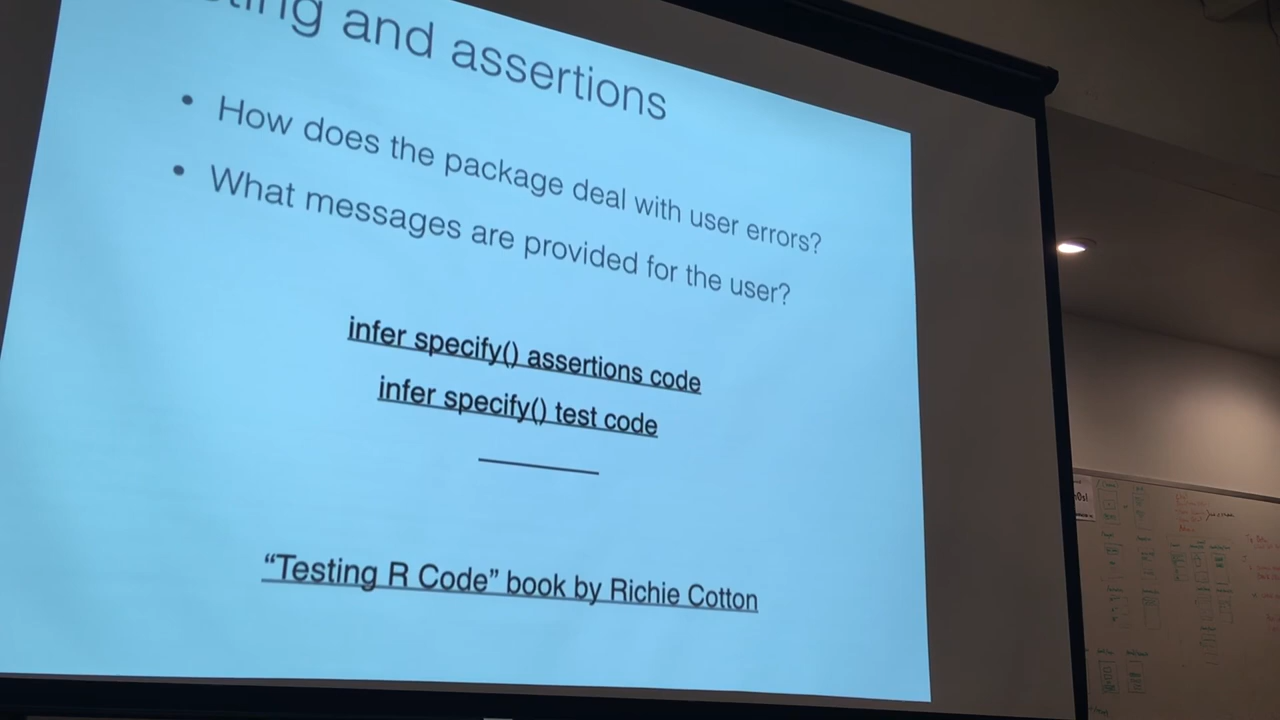 and assertions
• How does the package deal with user errors?
• What messages are provided for the user?
infer specify() assertions code
infer specify() test code
“Testing R Code” book by Richie Cotton